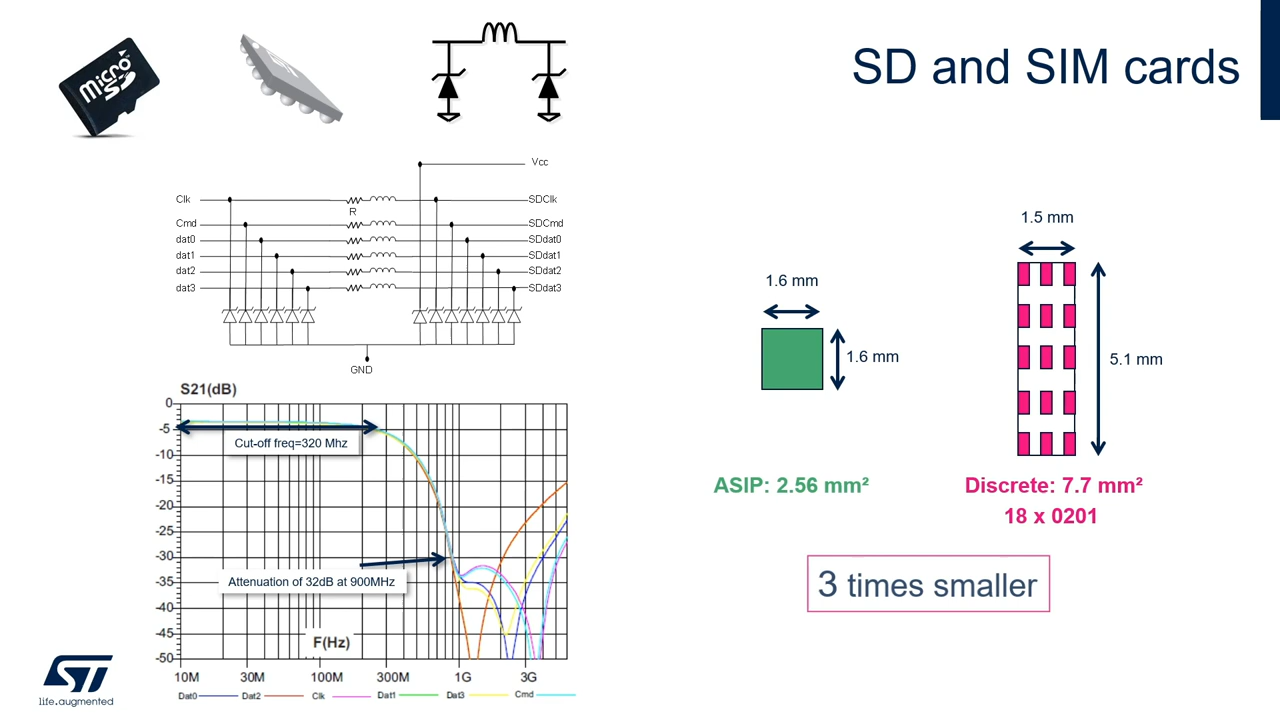 SD and SIM cards
Micro
SD
Vcc
Clk
SDClk
R
Cmd
SDCmd
dat0
SDdat0
dat1
SDdat1
dat2
SDdat2
dat3
SDdat3
GND
S21(dB)
0
-5
-10
-15
-20
-25
-30
-35
-40
-45
-50
Cut-off freq=320 Mhz
Attenuation of 32dB at 900MHz
F(Hz)
10M 30M 100M 300M 1G 3G
Dat0 Dat2 Clk Dat1 Dat3 Cmd
1.6 mm
1.6 mm
ASIP: 2.56 mm²
1.5 mm
5.1 mm
Discrete: 7.7 mm²
18 x 0201
3 times smaller
ST
life.augmented